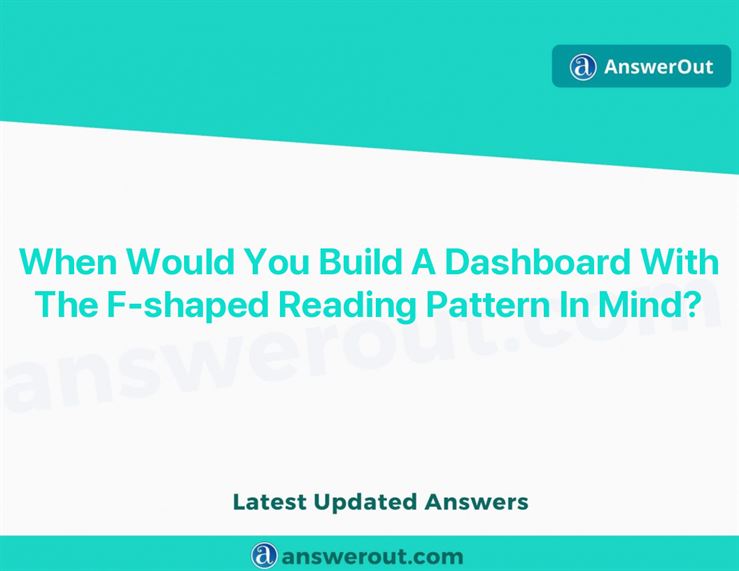 AnswerOut
When Would You Build A Dashboard With
The F-shaped Reading Pattern In Mind?
answerout.com
Latest Updated Answers
answerout.com